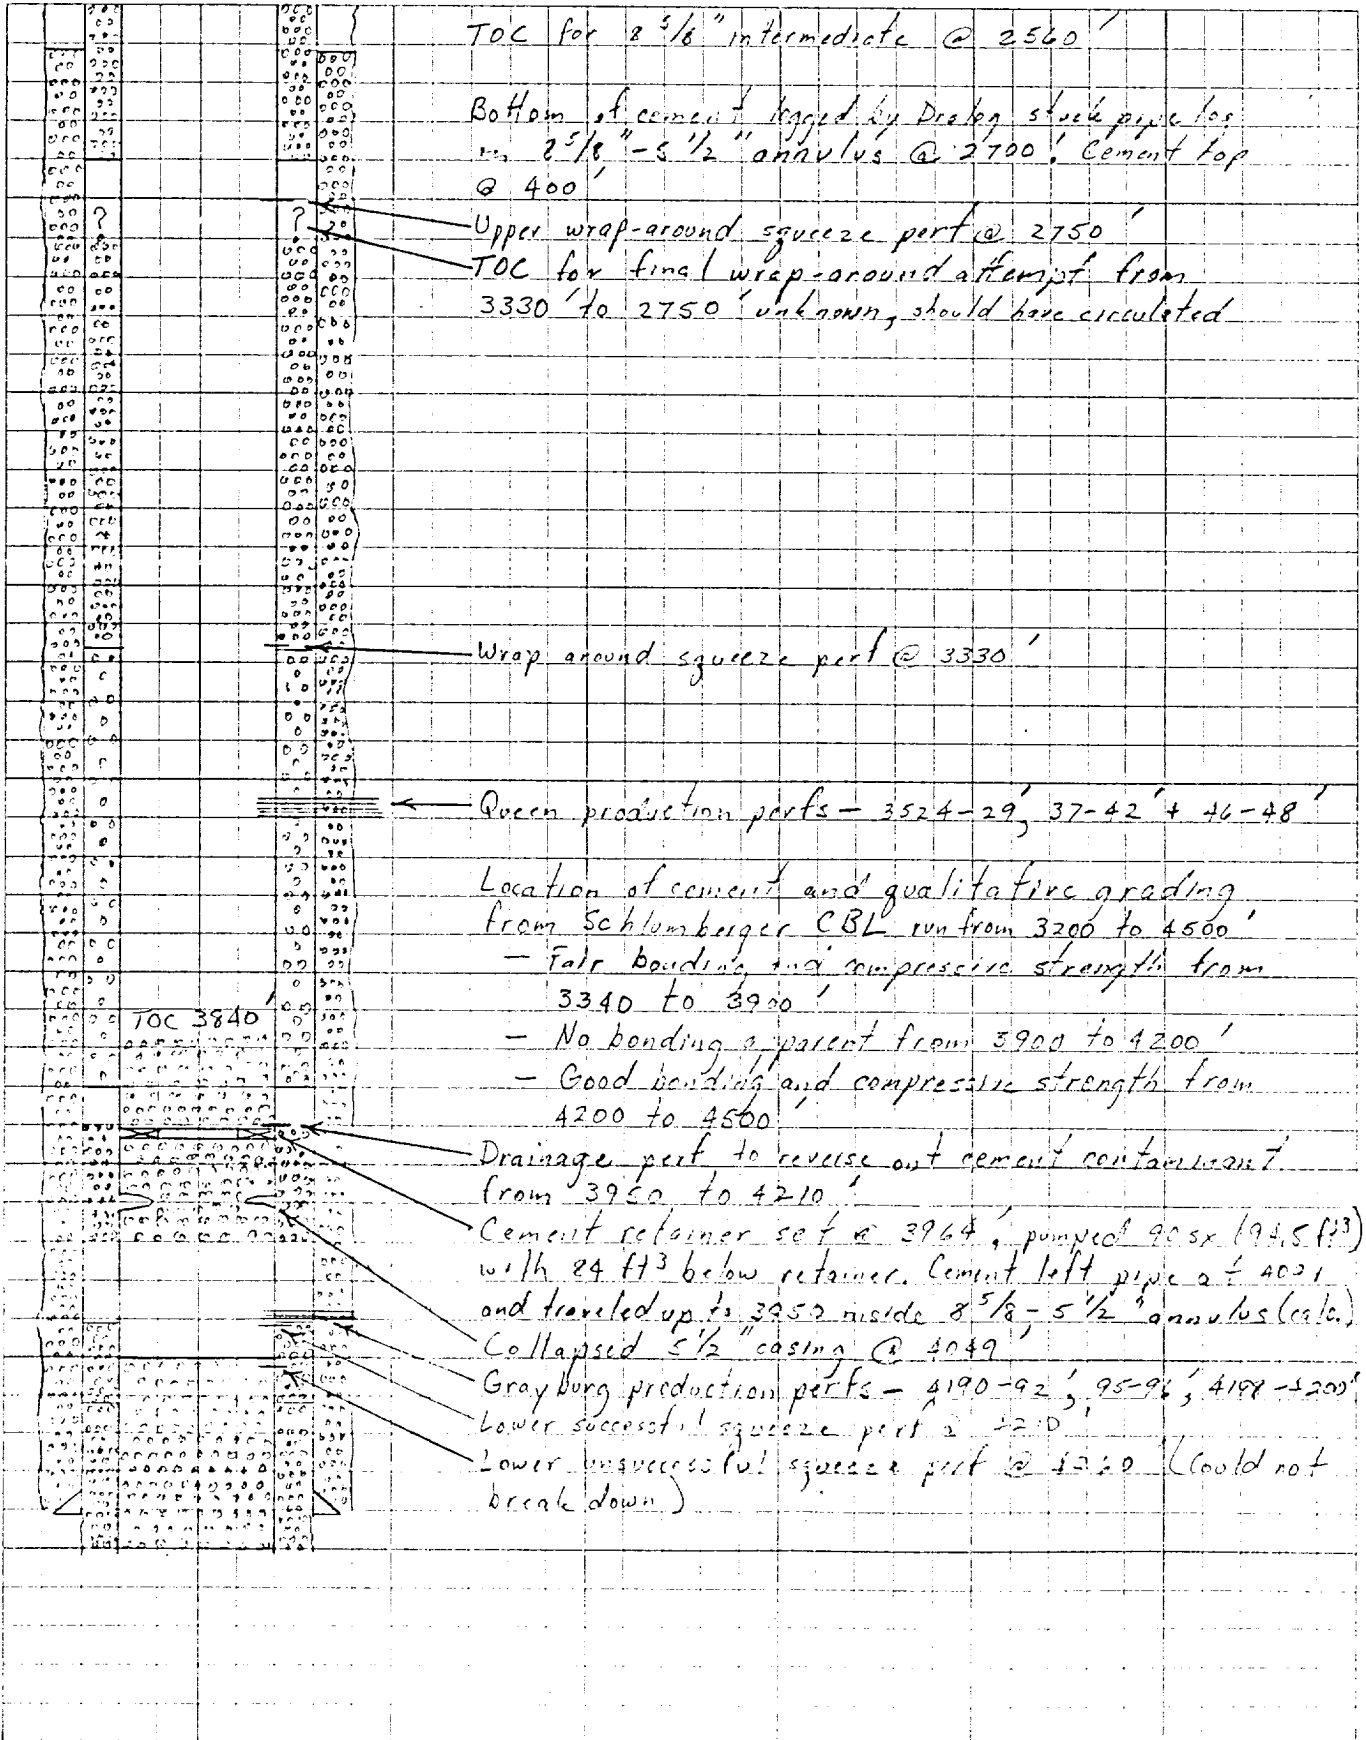 TOC for 8 5/8" intermediate @ 2560'
Bottom of cement logged by Dialog stuck pipe log
in 8 5/8" - 5 1/2" annulus @ 2700'. Cement top
@ 400'
? ?
Upper wrap-around squeeze perf @ 2750'
TOC for final wrap-around attempt from
3330' to 2750' unknown, should have circulated
Wrap around squeeze perf @ 3330'
Queen production perfs - 3524-29', 37-42' + 46-48'
Location of cement and qualitative grading
from Schlumberger CBL run from 3200 to 4500'
- Fair bonding and compressive strength from
3340 to 3900'
TOC 3840'
- No bonding apparent from 3900 to 4200'
- Good bonding and compressive strength from
4200 to 4500'
Drainage perf to reverse out cement contaminant
from 3950 to 4210'
Cement retainer set @ 3964', pumped 90 sx (94.5 ft³)
with 84 ft³ below retainer. Cement left pipe at
and traveled up to 3950 inside 8 5/8 - 5 1/2" annulus (calc.)
Collapsed 5 1/2" casing @ 4049'
Grayburg production perfs - 4190-92', 95-96', 4198-4200'
Lower successful squeeze perf @ 4210'
Lower unsuccessful squeeze perf @ (Could not
break down)